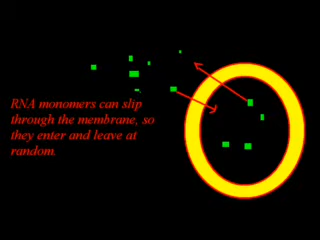 RNA monomers can slip
through the membrane, so
they enter and leave at
random.